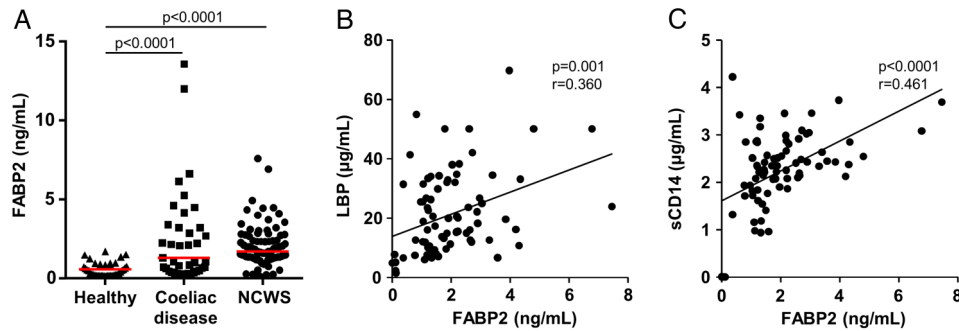 A
p<0.0001
p<0.0001
FABP2 (ng/mL)
15
10
5
0
Healthy
Coeliac
disease
NCWS
B
p=0.001
r=0.360
LBP (µg/mL)
80
60
40
20
0
0 2 4 6 8
FABP2 (ng/mL)
C
p<0.0001
r=0.461
sCD14 (µg/mL)
5
4
3
2
1
0
0 2 4 6 8
FABP2 (ng/mL)